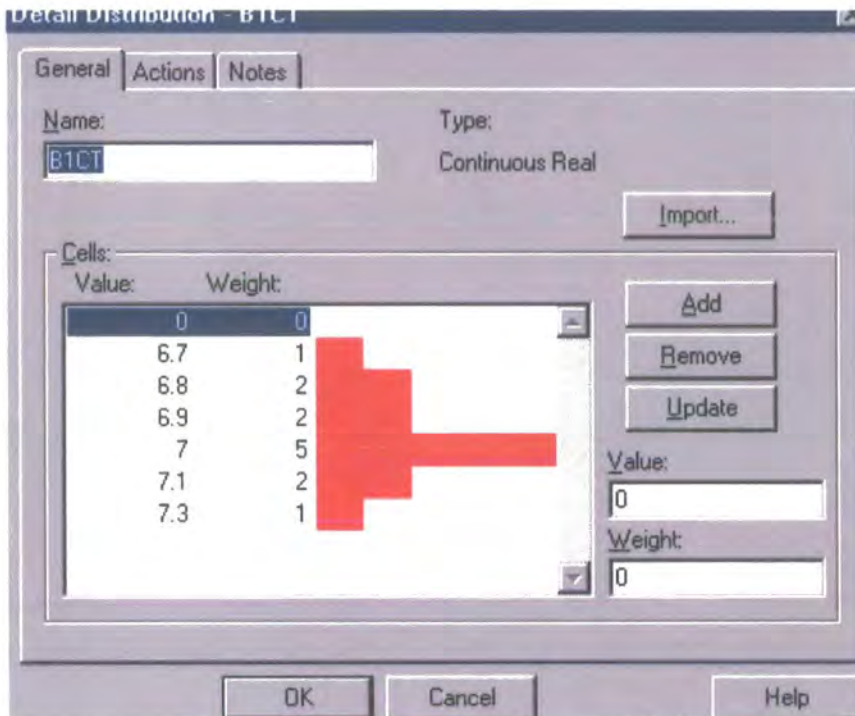 Detail Distribution - B1CT
General Actions Notes
Name:
Type:
B1CT
Continuous Real
Import...
Cells:
Value: Weight:
0 0
6.7 1
6.8 2
6.9 2
7 5
7.1 2
7.3 1
Add
Remove
Update
Value:
0
Weight:
0
OK Cancel Help